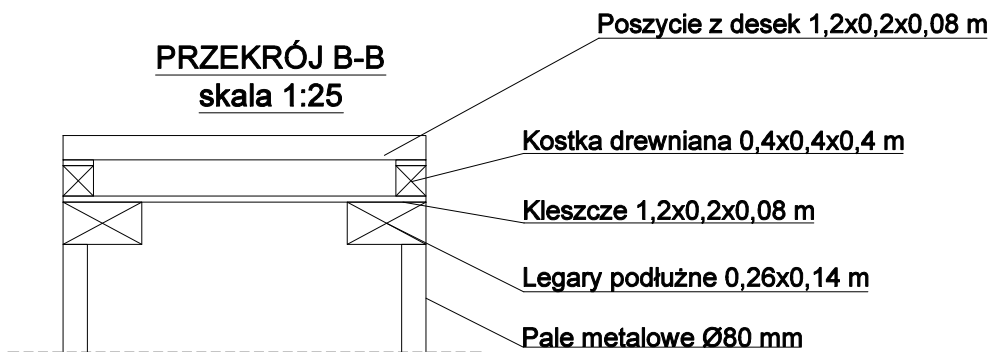 Poszycie z desek 1,2x0,2x0,08 m
PRZEKRÓJ B-B
skala 1:25
Kostka drewniana 0,4x0,4x0,4 m
Kleszcze 1,2x0,2x0,08 m
Legary podłużne 0,26x0,14 m
Pale metalowe Ø80 mm